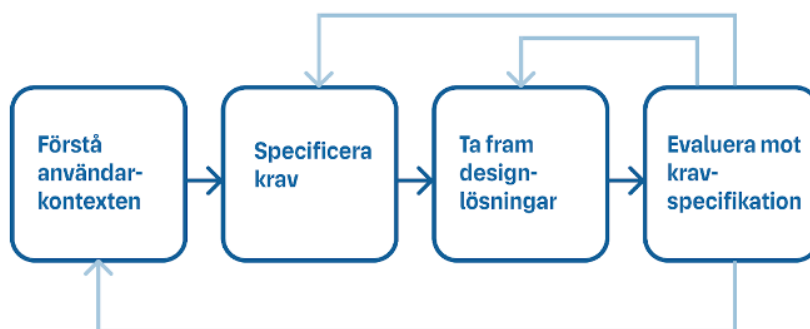 Förstå
användar-
kontexten
Specificera
krav
Ta fram
design-
lösningar
Evaluera mot
krav-
specifikation